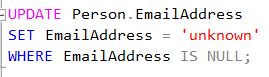 UPDATE Person.EmailAddress
SET EmailAddress = 'unknown'
WHERE EmailAddress IS NULL;